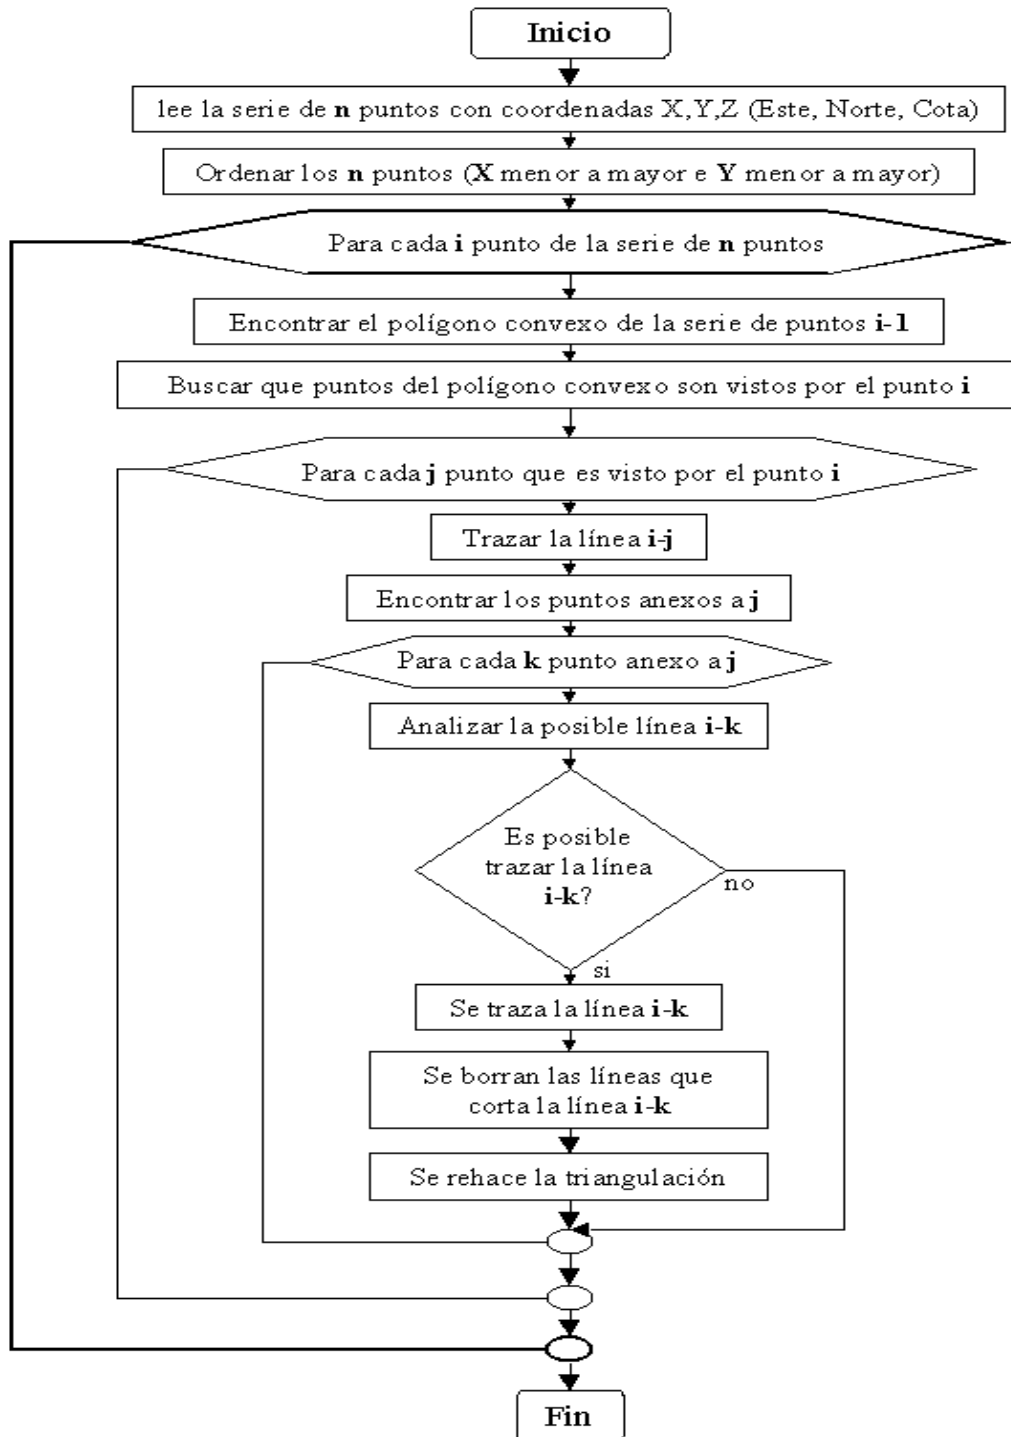 Inicio
lee la serie de n puntos con coordenadas X,Y,Z (Este, Norte, Cota)
Ordenar los n puntos (X menor a mayor e Y menor a mayor)
Para cada i punto de la serie de n puntos
Encontrar el polígono convexo de la serie de puntos i-1
Buscar que puntos del polígono convexo son vistos por el punto i
Para cada j punto que es visto por el punto i
Trazar la línea i-j
Encontrar los puntos anexos a j
Para cada k punto anexo a j
Analizar la posible línea i-k
Es posible
trazar la línea
i-k?
no
si
Se traza la línea i-k
Se borran las líneas que
corta la línea i-k
Se rehace la triangulación
Fin